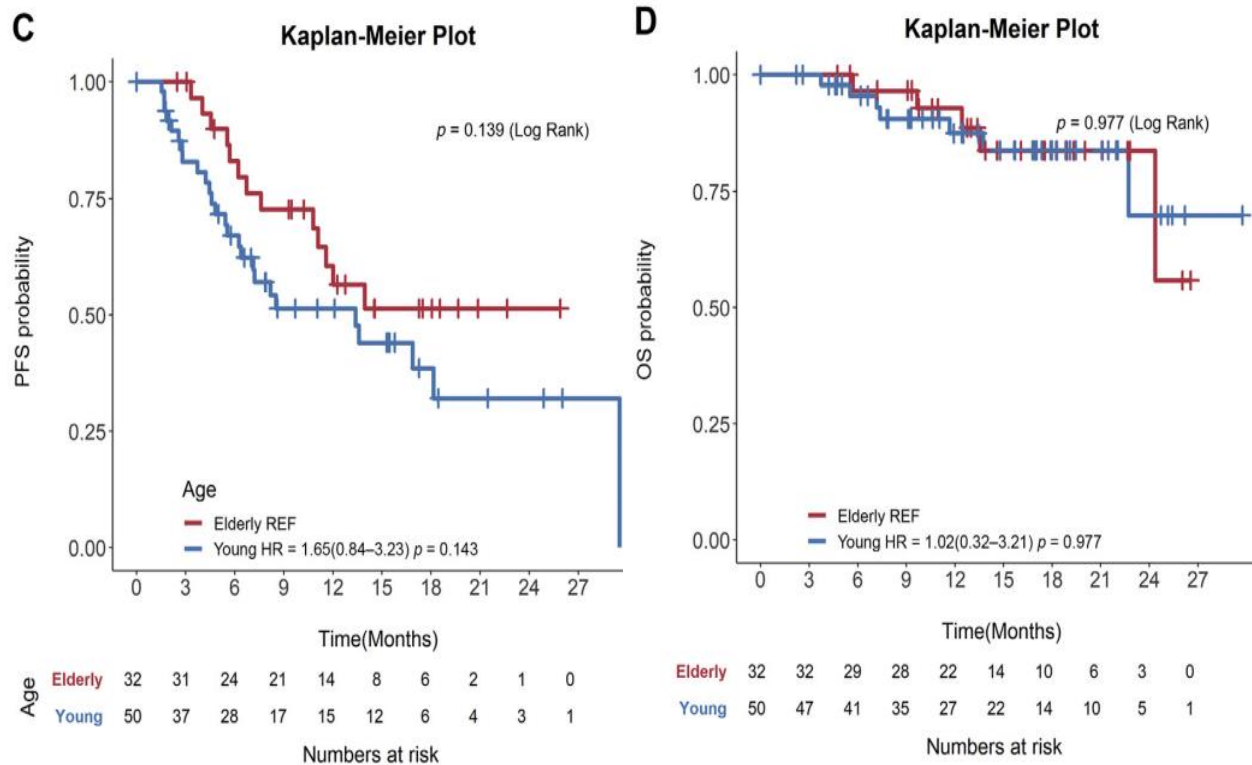 C
Kaplan-Meier Plot
p = 0.139 (Log Rank)
PFS probability
1.00
0.75
0.50
0.25
0.00
Age
Elderly REF
Young HR = 1.65(0.84–3.23) p = 0.143
0 3 6 9 12 15 18 21 24 27
Time(Months)
Age
Elderly 32 31 24 21 14 8 6 2 1 0
Young 50 37 28 17 15 12 6 4 3 1
Numbers at risk
D
Kaplan-Meier Plot
p = 0.977 (Log Rank)
OS probability
1.00
0.75
0.50
0.25
0.00
Elderly REF
Young HR = 1.02(0.32–3.21) p = 0.977
0 3 6 9 12 15 18 21 24 27
Time(Months)
Elderly 32 32 29 28 22 14 10 6 3 0
Young 50 47 41 35 27 22 14 10 5 1
Numbers at risk